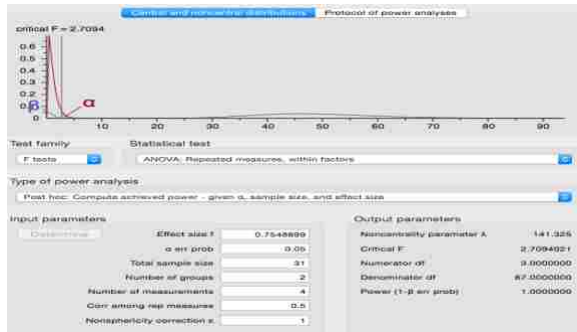 Central and noncentral distributions Protocol of power analyses
critical F = 2.7094
0.6
0.5
0.4
0.3
0.2
β α
0
10 20 30 40 50 60 70 80 90
Test family Statistical test
F tests ANOVA: Repeated measures, within factors
Type of power analysis
Post hoc: Compute achieved power - given α, sample size, and effect size
Input parameters Output parameters
Determine Effect size f 0.7548699 Noncentrality parameter λ 141.325
α err prob 0.05 Critical F 2.7094021
Total sample size 31 Numerator df 3.0000000
Number of groups 2 Denominator df 87.0000000
Number of measurements 4 Power (1-β err prob) 1.0000000
Corr among rep measures 0.5
Nonsphericity correction ε 1